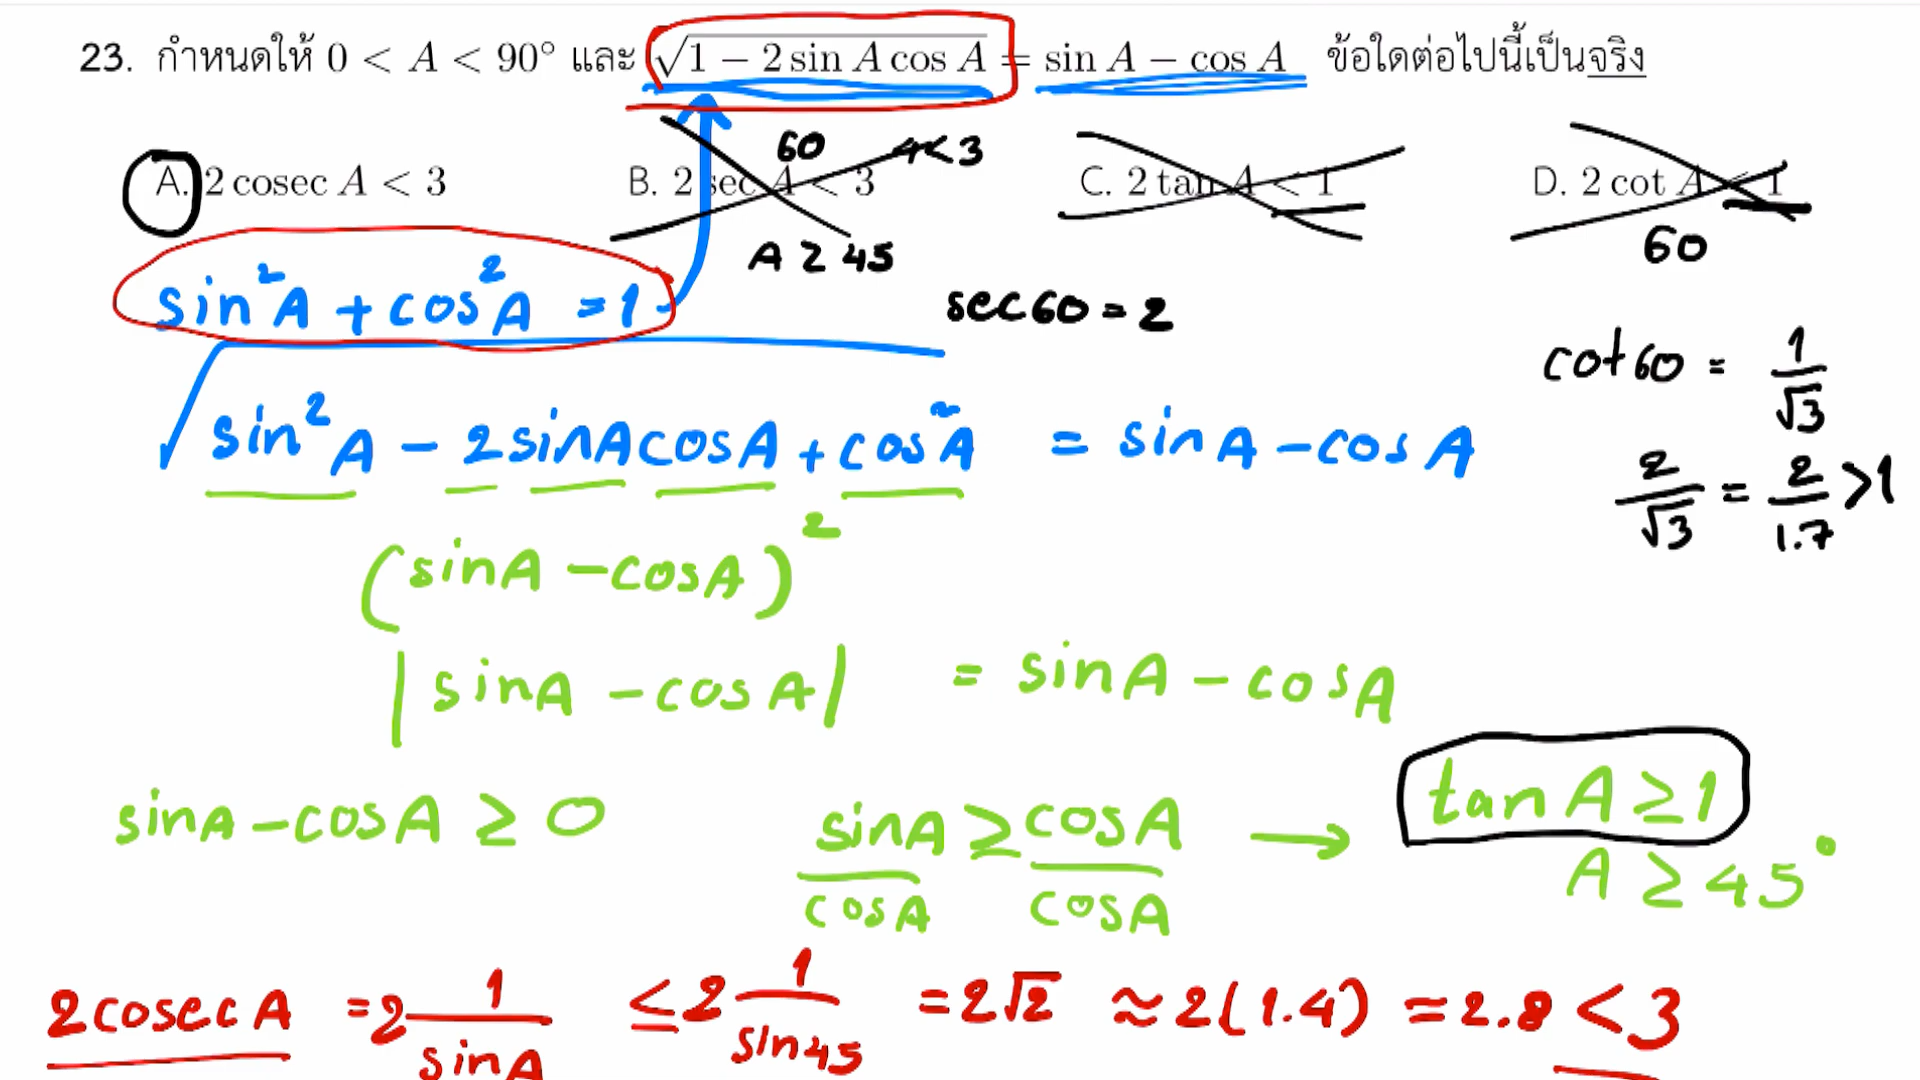 23. กำหนดให้ 0 < A < 90° และ √(1 − 2 sin A cos A) = sin A − cos A ข้อใดต่อไปนี้เป็นจริง
60 4<3
A. 2 cosec A < 3 B. 2 sec A < 3 C. 2 tan A < 1 D. 2 cot A < 1
A ≥ 45 60
sin²A + cos²A = 1 sec60 = 2
cot60 = 1/√3
√(sin²A − 2sinAcosA + cos²A) = sinA − cosA
2/√3 = 2/1.7 > 1
(sinA − cosA)²
|sinA − cosA| = sinA − cosA
sinA − cosA ≥ 0 sinA/cosA ≥ cosA/cosA → tanA ≥ 1
A ≥ 45°
2cosecA = 2 1/sinA ≤ 2 1/sin45 = 2√2 ≈ 2(1.4) = 2.8 < 3